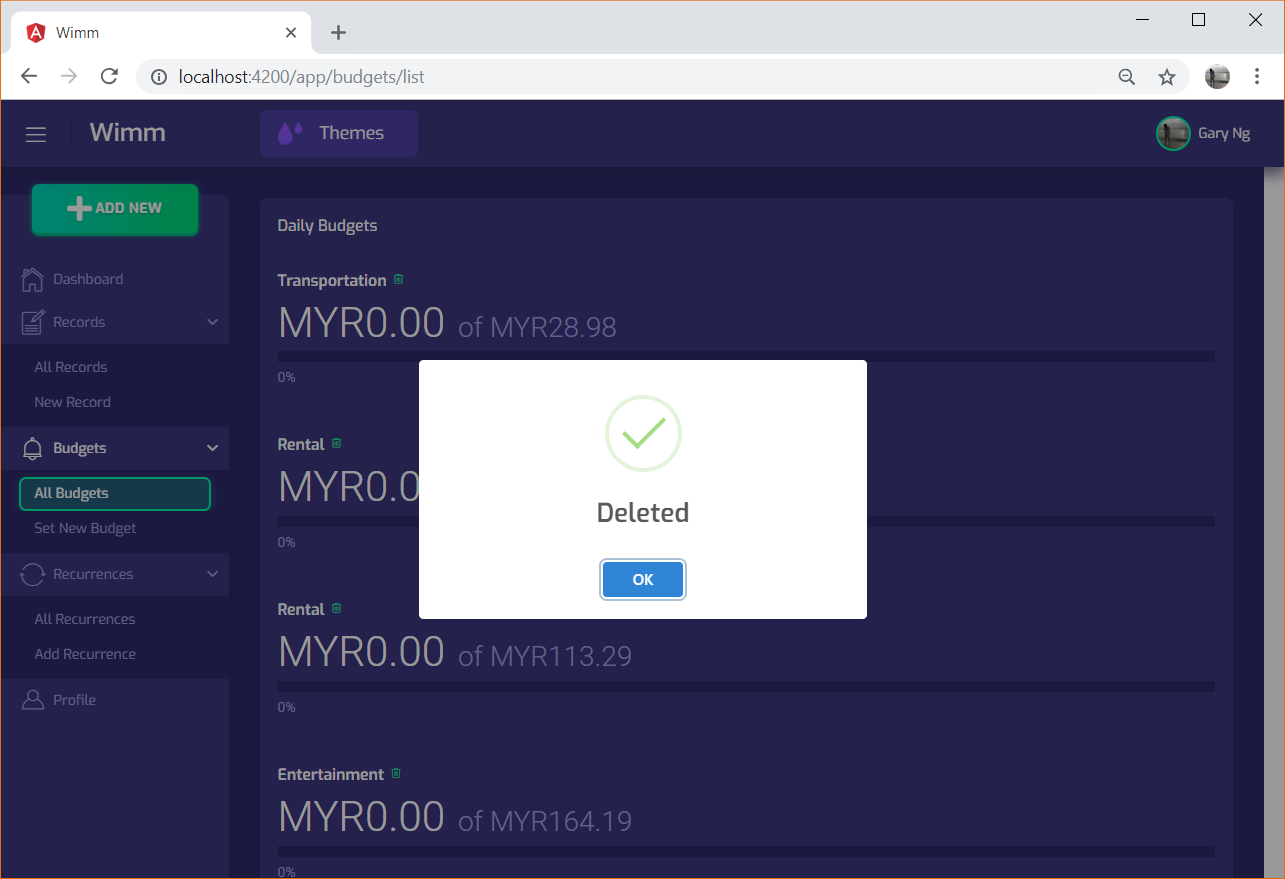 Wimm
localhost:4200/app/budgets/list
Wimm
Themes
Gary Ng
ADD NEW
Dashboard
Records
All Records
New Record
Budgets
All Budgets
Set New Budget
Recurrences
All Recurrences
Add Recurrence
Profile
Daily Budgets
Transportation
MYR0.00 of MYR28.98
0%
Rental
MYR0.0
0%
Rental
MYR0.00 of MYR113.29
0%
Entertainment
MYR0.00 of MYR164.19
0%
Deleted
OK